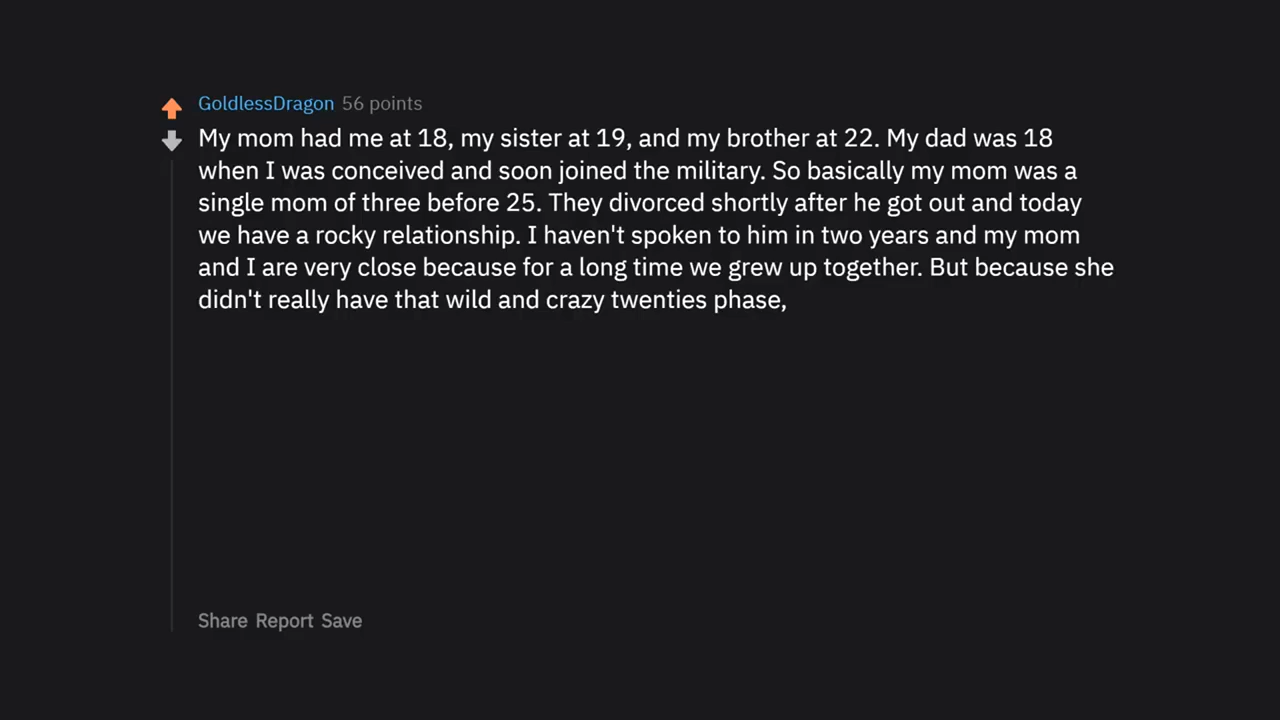 GoldlessDragon 56 points
My mom had me at 18, my sister at 19, and my brother at 22. My dad was 18
when I was conceived and soon joined the military. So basically my mom was a
single mom of three before 25. They divorced shortly after he got out and today
we have a rocky relationship. I haven't spoken to him in two years and my mom
and I are very close because for a long time we grew up together. But because she
didn't really have that wild and crazy twenties phase,
Share Report Save